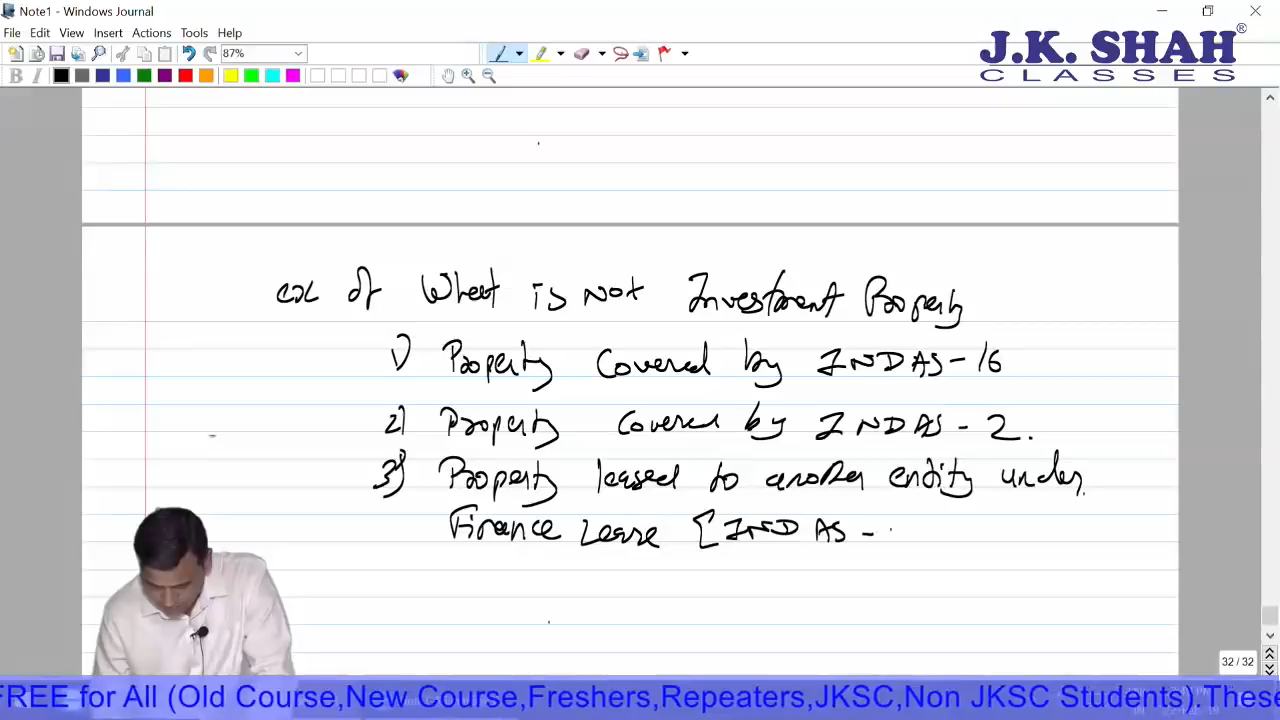 Note1 - Windows Journal
File Edit View Insert Actions Tools Help
87%
B I
J.K. SHAH®
CLASSES
ex of What is Not Investment Property
1) Property Covered by INDAS-16
2) Property covered by INDAS-2.
3) Property leased to another entity under
Finance Lease [INDAS-
32 / 32
FREE for All (Old Course,New Course,Freshers,Repeaters,JKSC,Non JKSC Students).These